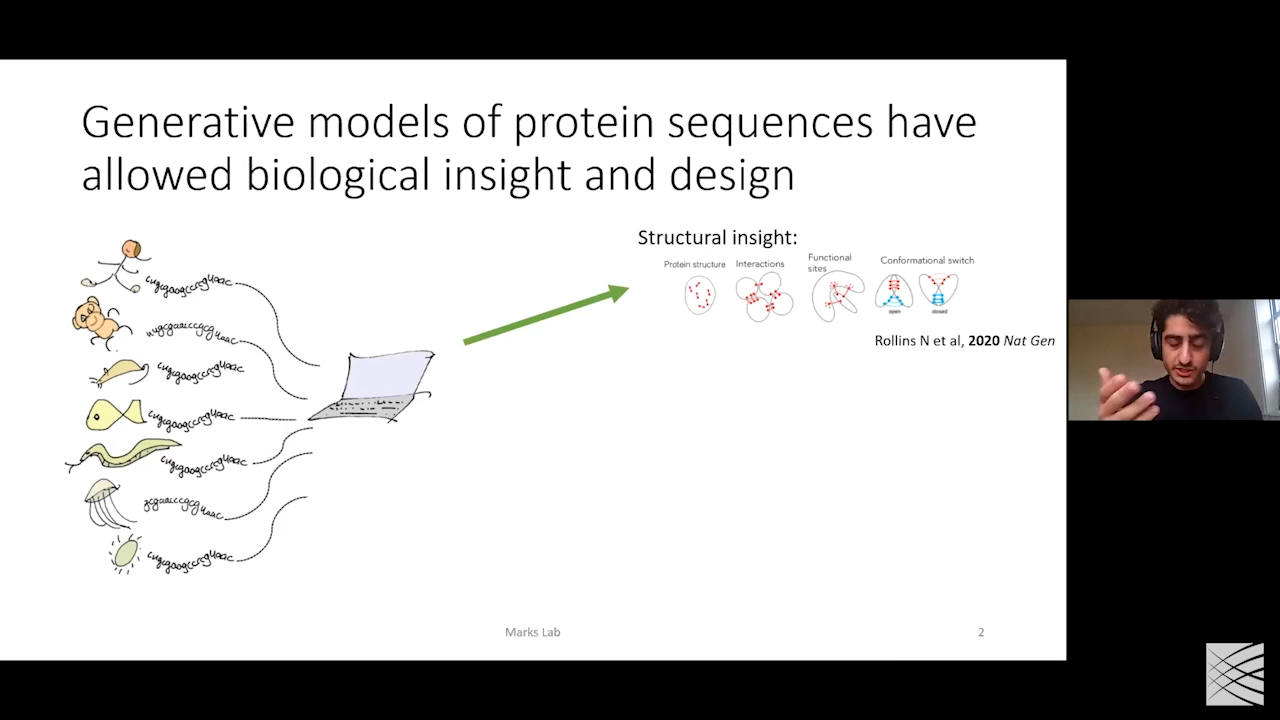 Generative models of protein sequences have
allowed biological insight and design
Structural insight:
Protein structure
Interactions
Functional
sites
Conformational switch
open
closed
Rollins N et al, 2020 Nat Gen
Marks Lab
2